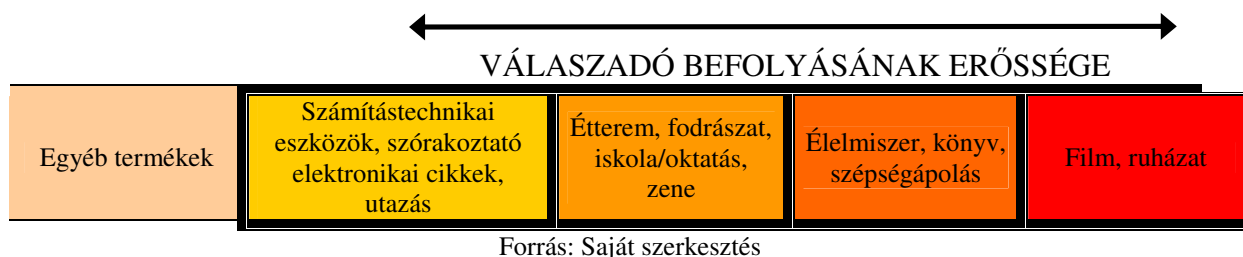 VÁLASZADÓ BEFOLYÁSÁNAK ERŐSSÉGE
Egyéb termékek
Számítástechnikai
eszközök, szórakoztató
elektronikai cikkek,
utazás
Étterem, fodrászat,
iskola/oktatás,
zene
Élelmiszer, könyv,
szépségápolás
Film, ruházat
Forrás: Saját szerkesztés